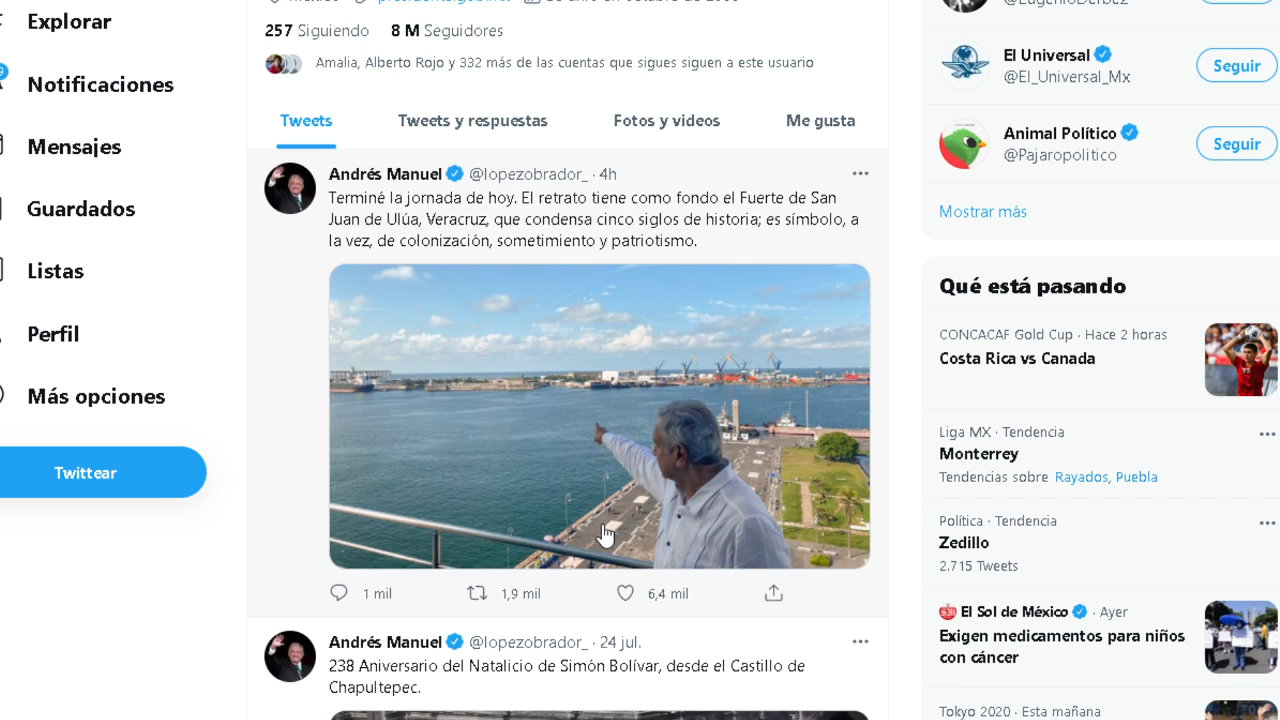 Explorar
Notificaciones
Mensajes
Guardados
Listas
Perfil
Más opciones
Twittear
257 Siguiendo 8 M Seguidores
Amalia, Alberto Rojo y 332 más de las cuentas que sigues siguen a este usuario
Tweets Tweets y respuestas Fotos y videos Me gusta
Andrés Manuel @lopezobrador_ · 4h
Terminé la jornada de hoy. El retrato tiene como fondo el Fuerte de San
Juan de Ulúa, Veracruz, que condensa cinco siglos de historia; es símbolo, a
la vez, de colonización, sometimiento y patriotismo.
1 mil 1,9 mil 6,4 mil
Andrés Manuel @lopezobrador_ · 24 jul.
238 Aniversario del Natalicio de Simón Bolívar, desde el Castillo de
Chapultepec.
@EugenioDerbez
El Universal
@El_Universal_Mx
Seguir
Animal Político
@Pajaropolitico
Seguir
Mostrar más
Qué está pasando
CONCACAF Gold Cup · Hace 2 horas
Costa Rica vs Canada
Liga MX · Tendencia
Monterrey
Tendencias sobre Rayados, Puebla
Política · Tendencia
Zedillo
2.715 Tweets
El Sol de México · Ayer
Exigen medicamentos para niños
con cáncer
Tokyo 2020 · Esta mañana